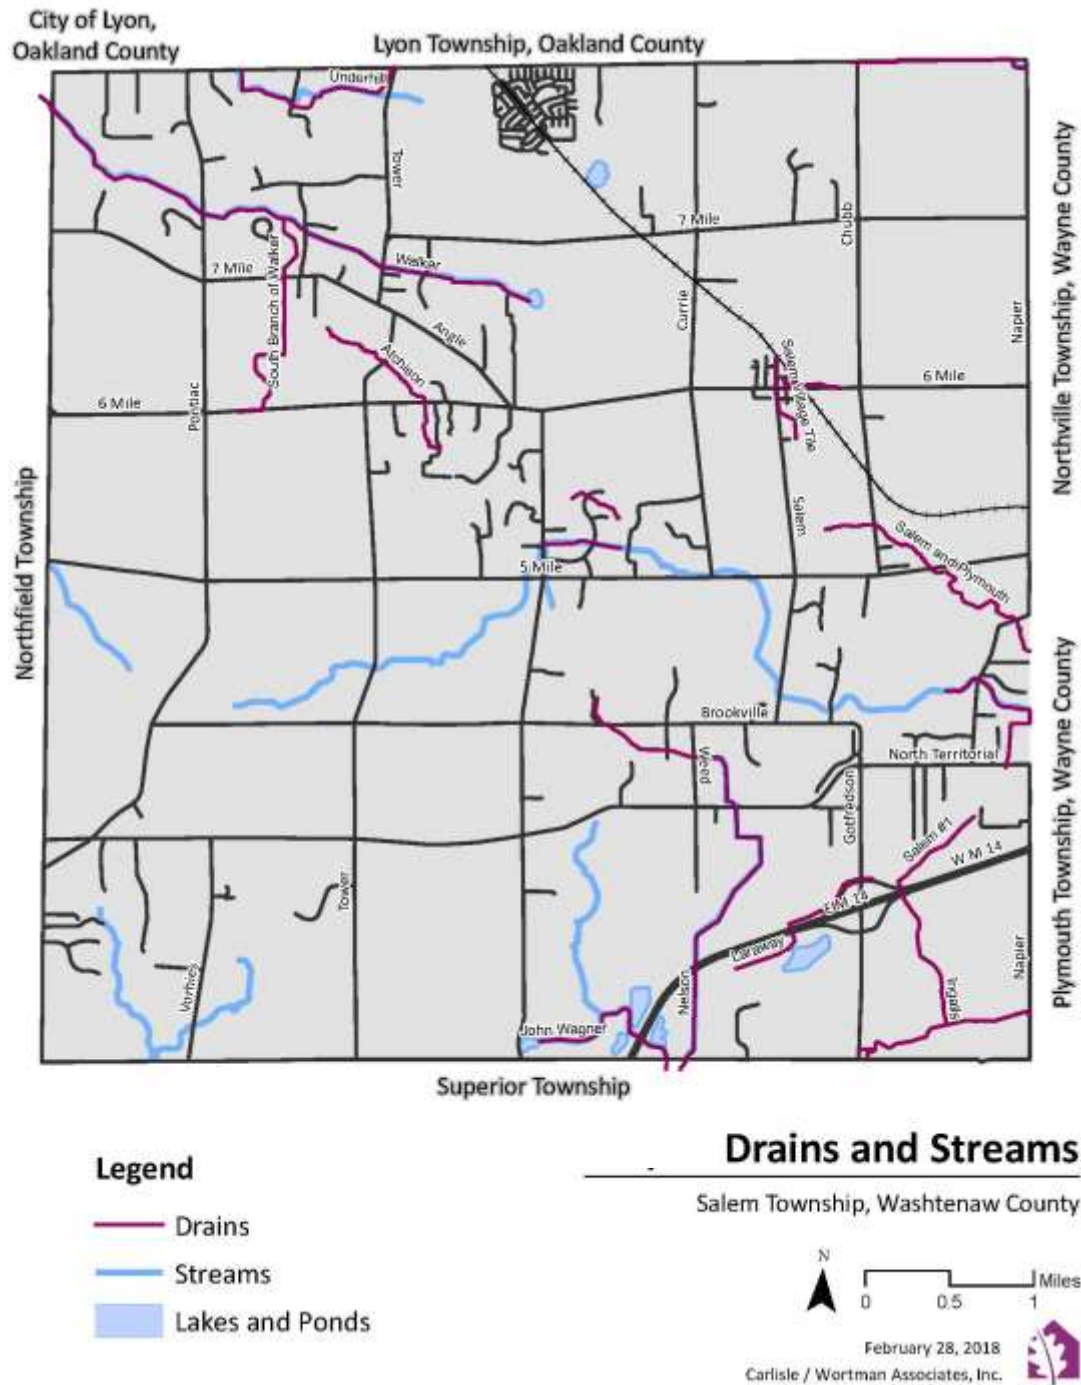 City of Lyon,
Oakland County
Lyon Township, Oakland County
Underhill
Tower
7 Mile
Chubb
Northville Township, Wayne County
Walker
7 Mile
South Branch of Walker
Angle
Atchison
Currie
Napier
Salem Village Tile
6 Mile
6 Mile
Pontiac
Northfield Township
Salem
Salem and Plymouth
5 Mile
Brookville
Weed
North Territorial
Gotfredson
Plymouth Township, Wayne County
Salem #1
W M 14
E M 14
Tower
Caraway
Vorhies
Nelson
Ingalls
Napier
John Wagner
Superior Township
Drains and Streams
Salem Township, Washtenaw County
Legend
Drains
Streams
Lakes and Ponds
N
Miles
0 0.5 1
February 28, 2018
Carlisle / Wortman Associates, Inc.